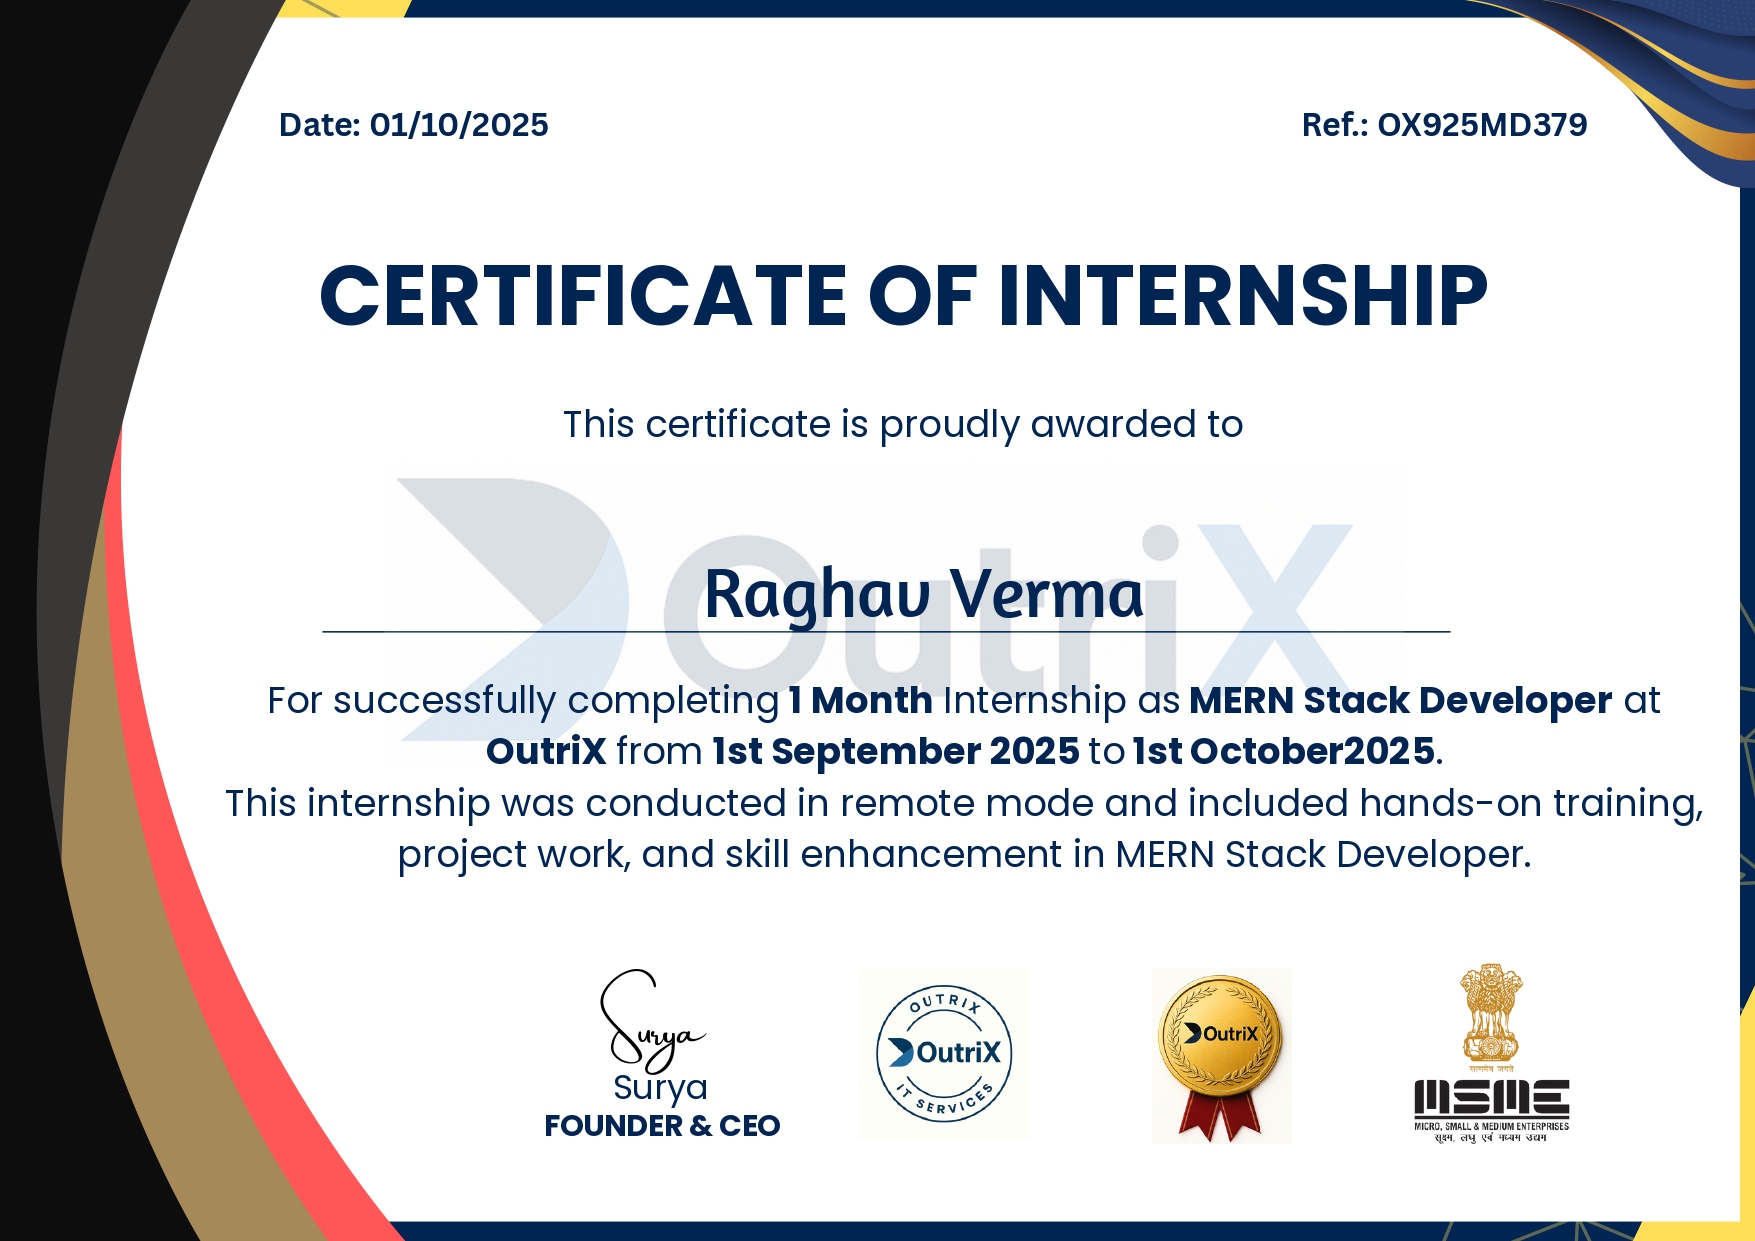 Date: 01/10/2025
Ref.: OX925MD379
CERTIFICATE OF INTERNSHIP
This certificate is proudly awarded to
OutriX
Raghav Verma
For successfully completing 1 Month Internship as MERN Stack Developer at
OutriX from 1st September 2025 to 1st October2025.
This internship was conducted in remote mode and included hands-on training,
project work, and skill enhancement in MERN Stack Developer.
Surya
Surya
FOUNDER & CEO
OUTRIX
OutriX
IT SERVICES
OutriX
सत्यमेव जयते
MSME
MICRO, SMALL & MEDIUM ENTERPRISES
सूक्ष्म, लघु एवं मध्यम उद्यम